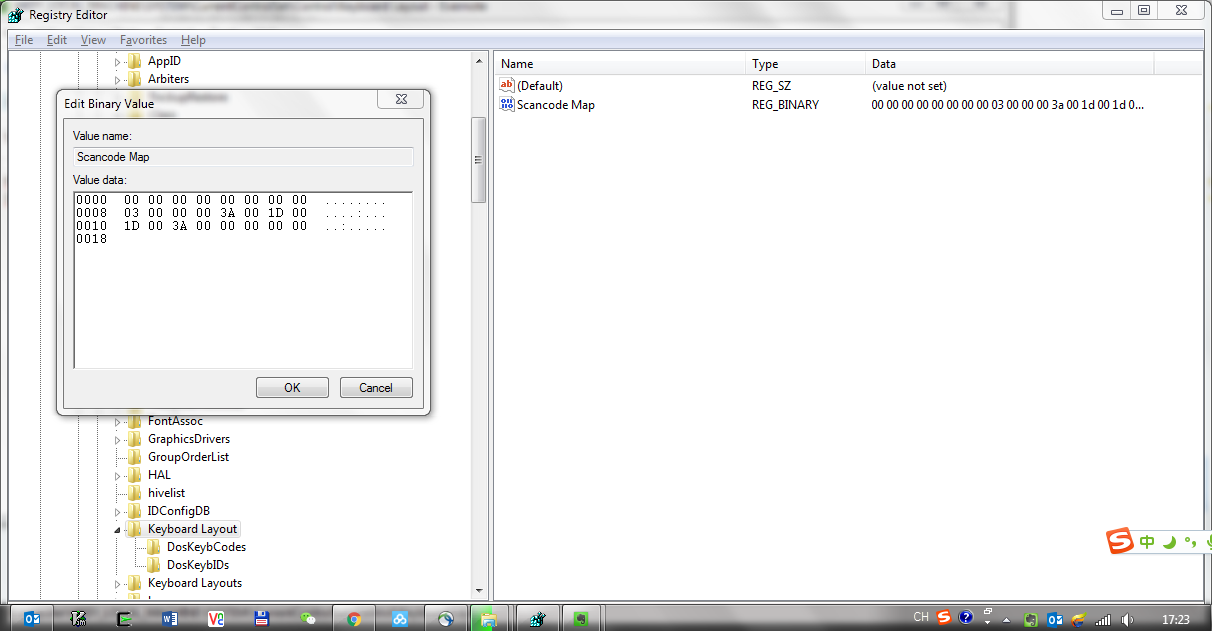 Registry Editor
File Edit View Favorites Help
AppID
Arbiters
Edit Binary Value
Value name:
Scancode Map
Value data:
0000 00 00 00 00 00 00 00 00 ........
0008 03 00 00 00 3A 00 1D 00 ....:...
0010 1D 00 3A 00 00 00 00 00 ..:.....
0018
OK Cancel
FontAssoc
GraphicsDrivers
GroupOrderList
HAL
hivelist
IDConfigDB
Keyboard Layout
DosKeybCodes
DosKeybIDs
Keyboard Layouts
Name Type Data
ab (Default) REG_SZ (value not set)
Scancode Map REG_BINARY 00 00 00 00 00 00 00 00 03 00 00 00 3a 00 1d 00 1d 0...
S 中
CH S 17:23